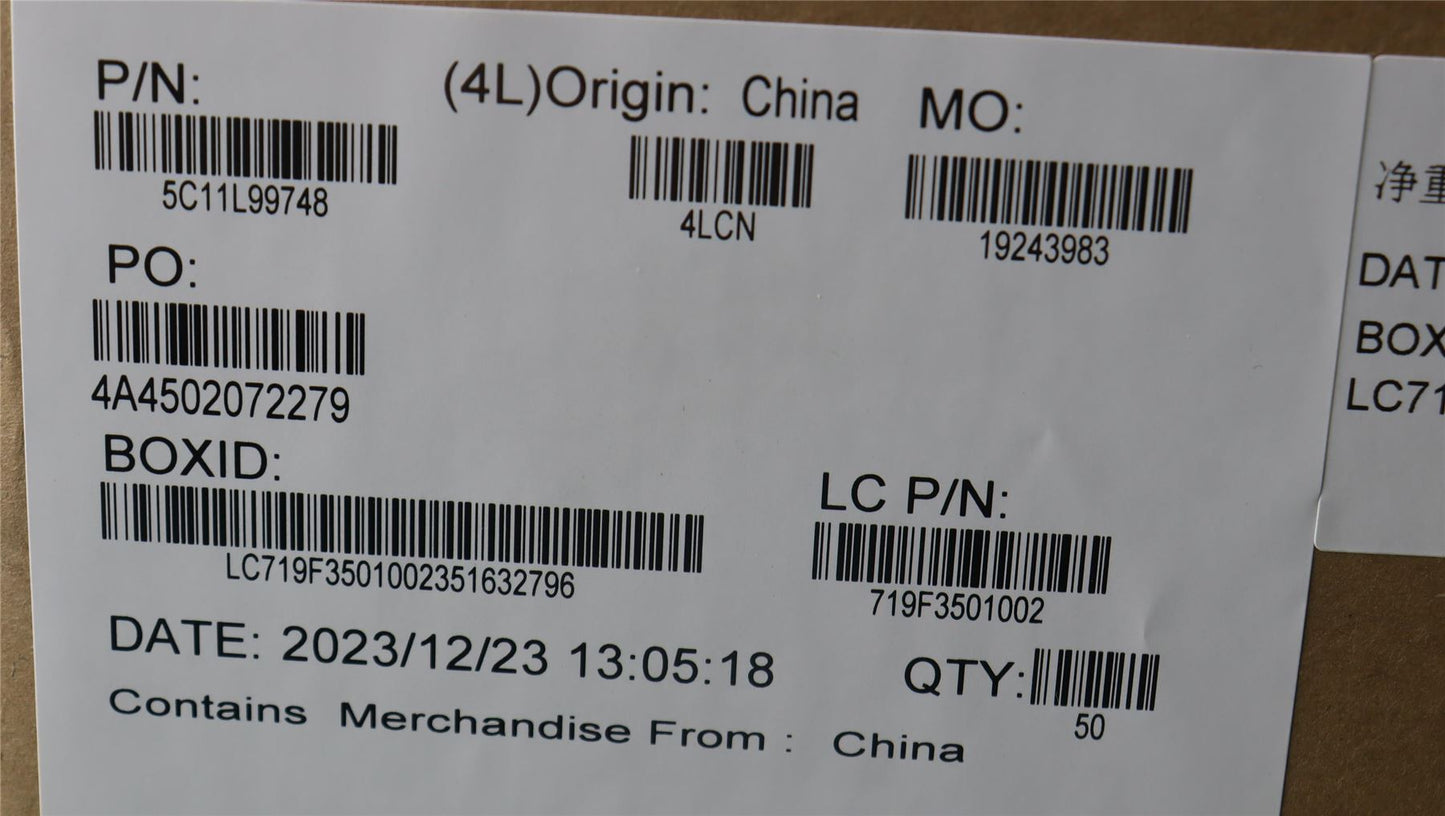 P/N:
5C11L99748
(4L)Origin: China
4LCN
MO:
19243983
PO:
4A4502072279
BOXID:
LC719F3501002351632796
LC P/N:
719F3501002
DATE: 2023/12/23 13:05:18
QTY:
50
Contains Merchandise From : China
净重
DAT
BOX
LC71